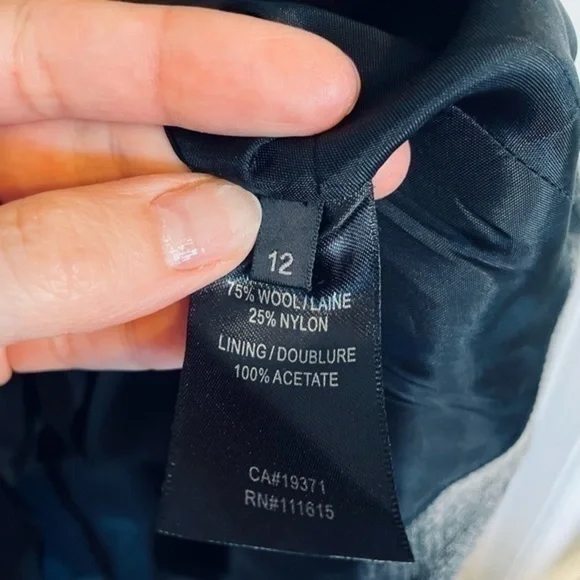 12
75% WOOL/LAINE
25% NYLON
LINING/DOUBLURE
100% ACETATE
CA#19371
RN#111615